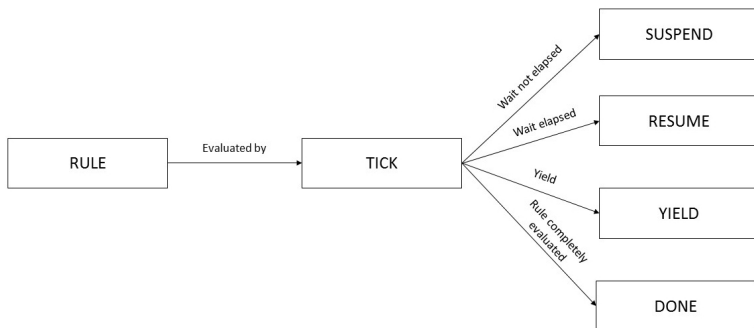 SUSPEND
Wait not elapsed
RESUME
Wait elapsed
RULE
Evaluated by
TICK
Yield
YIELD
Rule completely
evaluated
DONE